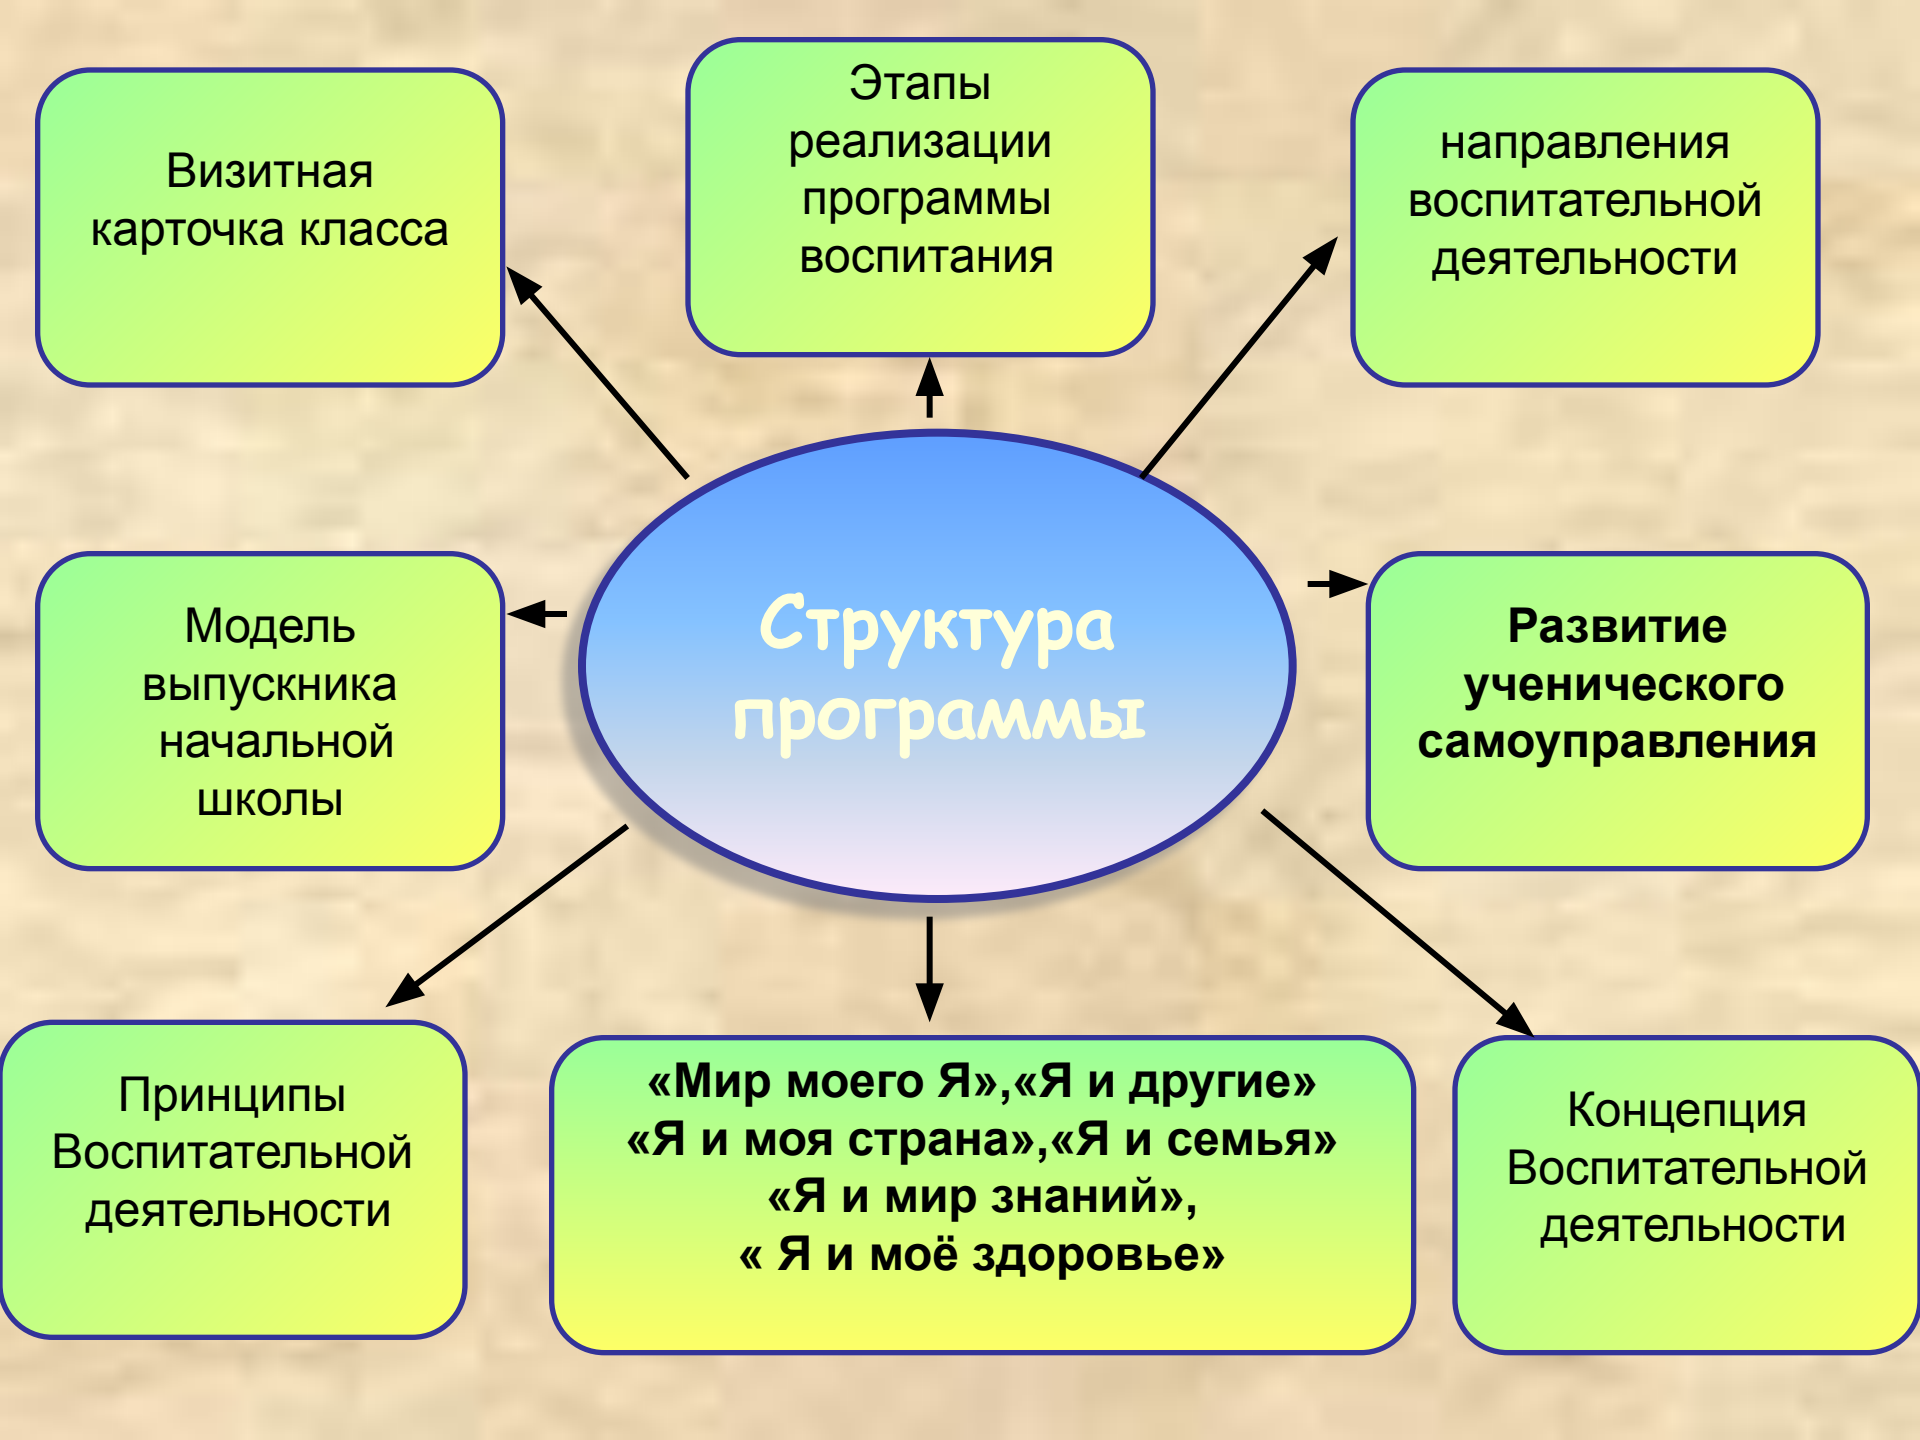 Визитная
карточка класса
Этапы
реализации
программы
воспитания
направления
воспитательной
деятельности
Модель
выпускника
начальной
школы
Структура
программы
Развитие
ученического
самоуправления
Принципы
Воспитательной
деятельности
«Мир моего Я»,«Я и другие»
«Я и моя страна»,«Я и семья»
«Я и мир знаний»,
« Я и моё здоровье»
Концепция
Воспитательной
деятельности